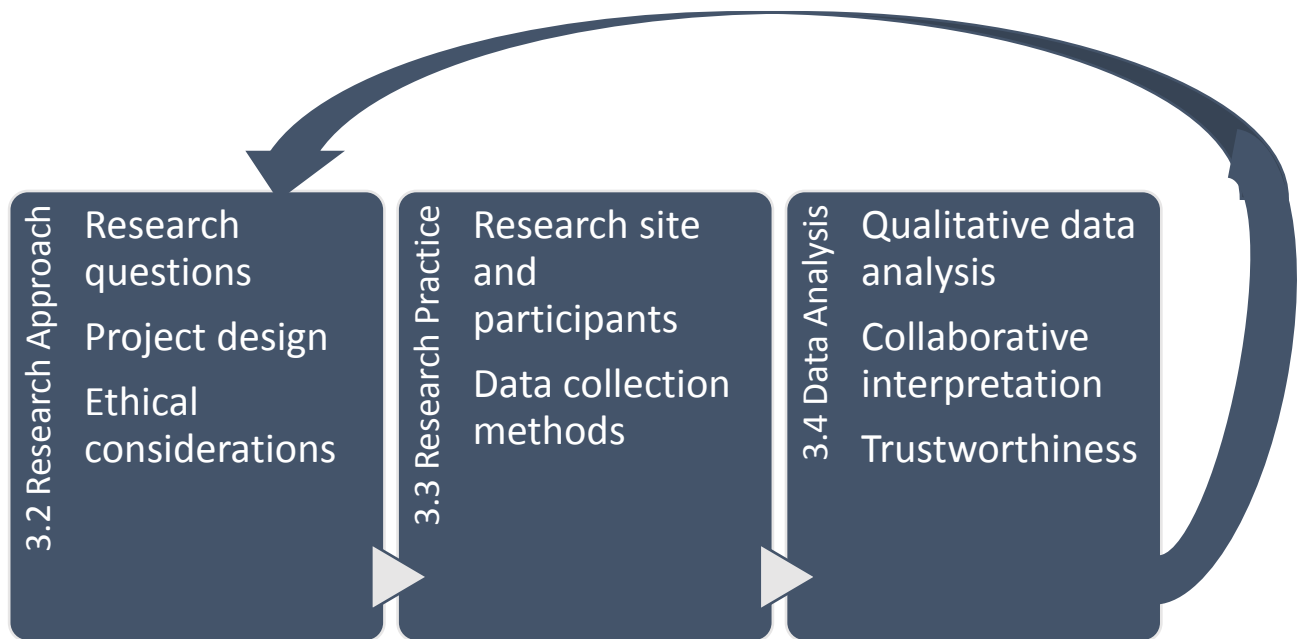 3.2 Research Approach
Research
questions
Project design
Ethical
considerations
3.3 Research Practice
Research site
and
participants
Data collection
methods
3.4 Data Analysis
Qualitative data
analysis
Collaborative
interpretation
Trustworthiness